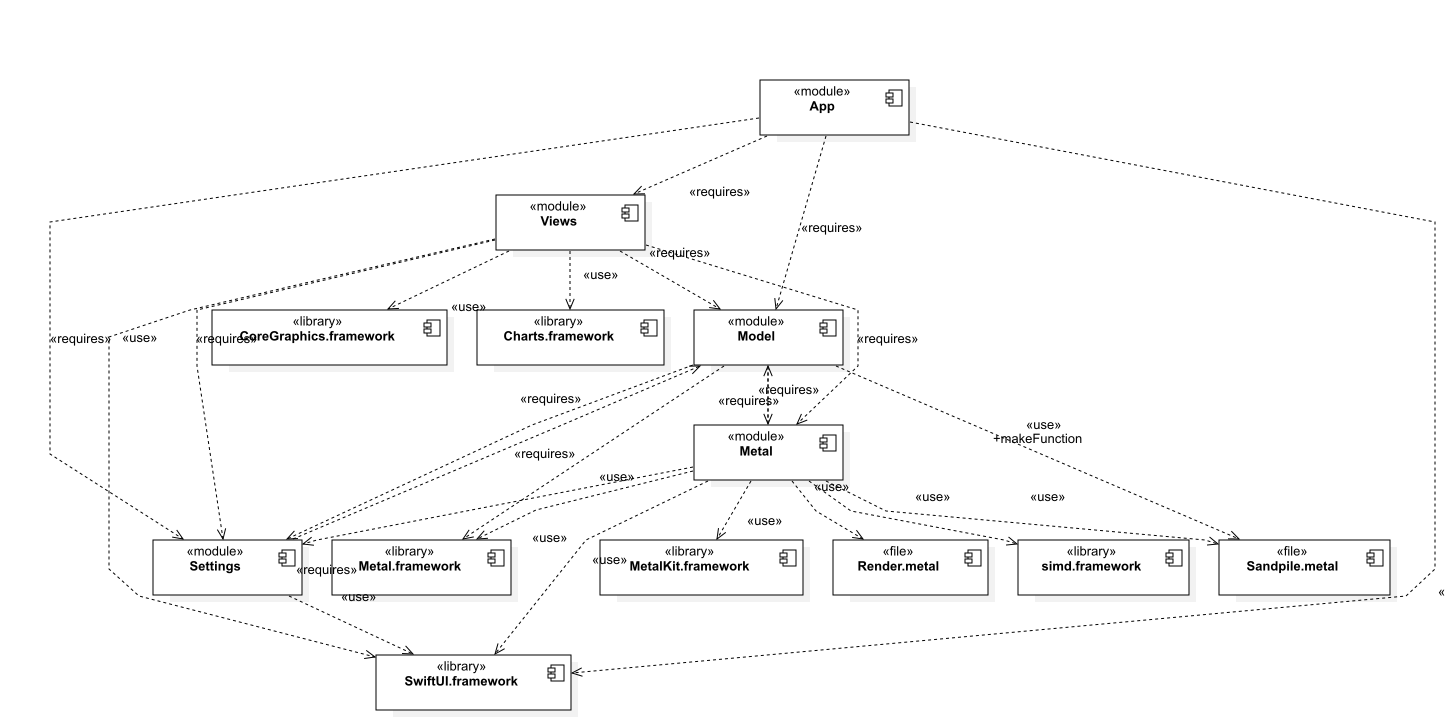 «module»
App
«requires»
«module»
Views
«requires»
«requires»
«use»
«use»
«library»
CoreGraphics.framework
«library»
Charts.framework
«module»
Model
«requires»
«use»
«requires»
«requires»
«requires»
«requires»
«requires»
«use»
+makeFunction
«module»
Metal
«requires»
«use»
«use»
«use»
«use»
«use»
«use»
«use»
«module»
Settings
«library»
Metal.framework
«library»
MetalKit.framework
«file»
Render.metal
«library»
simd.framework
«file»
Sandpile.metal
«requires»
«use»
«
«library»
SwiftUI.framework